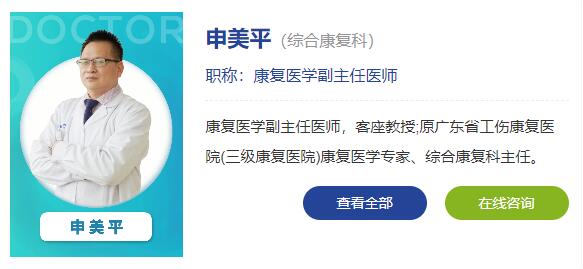 DOCTOR
申美平（综合康复科）
职称：康复医学副主任医师
康复医学副主任医师，客座教授;原广东省工伤康复医
院(三级康复医院)康复医学专家、综合康复科主任。
申美平
查看全部
在线咨询